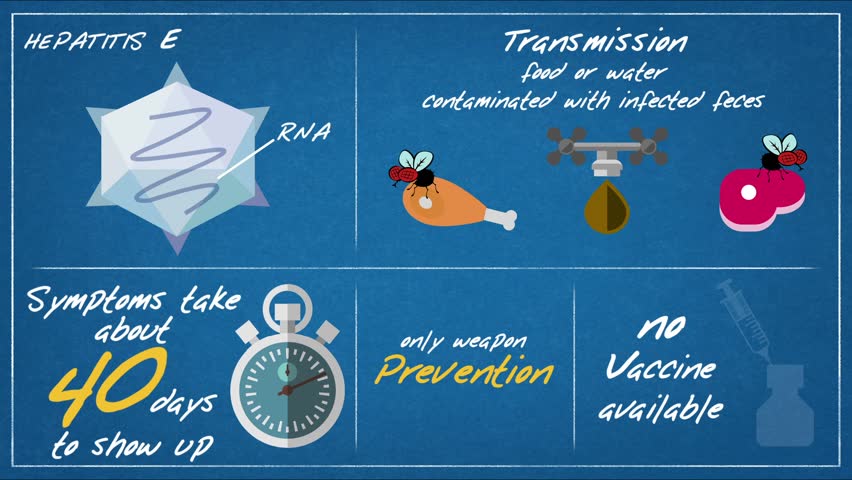 HEPATITIS E
RNA
Transmission
food or water
contaminated with infected feces
Symptoms take
about
40 days
to show up
only weapon
Prevention
no
Vaccine
available